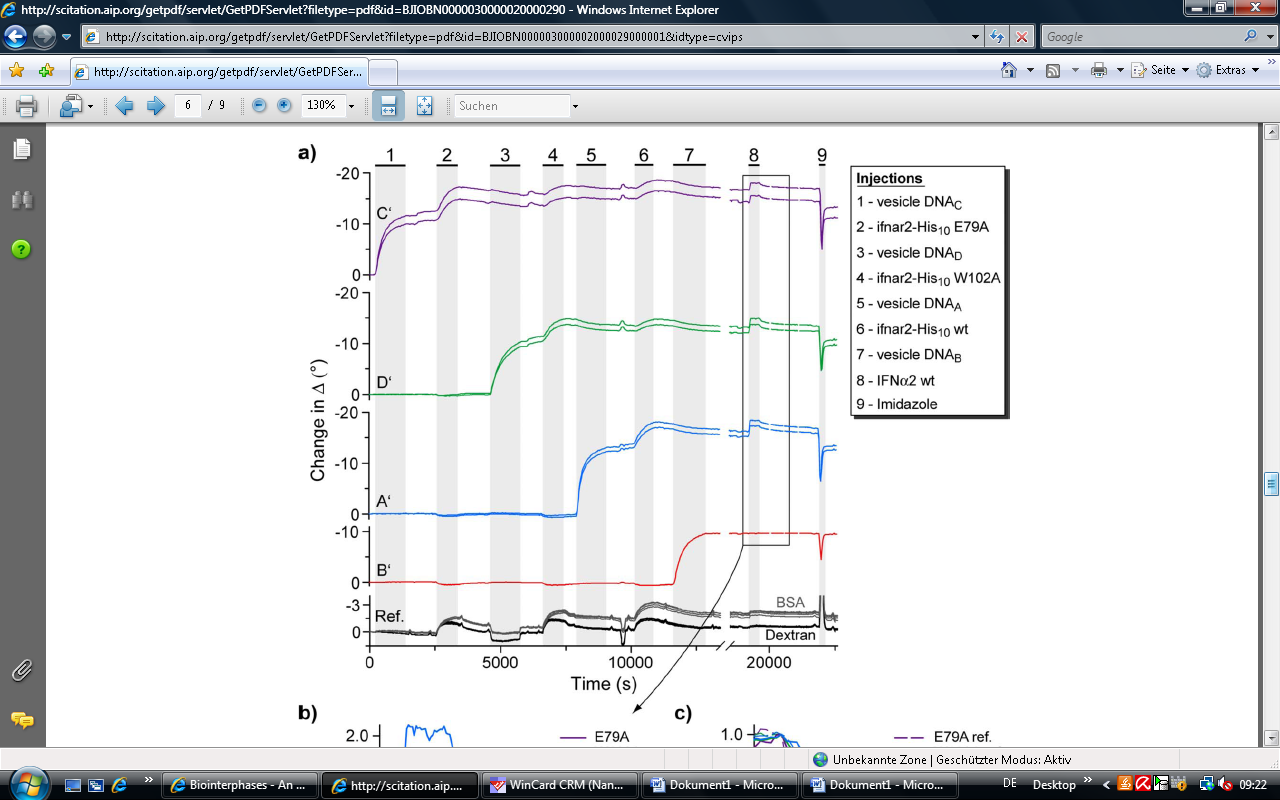 http://scitation.aip.org/getpdf/servlet/GetPDFServlet?filetype=pdf&id=BJIOBN0000030000020000290 - Windows Internet Explorer
http://scitation.aip.org/getpdf/servlet/GetPDFServlet?filetype=pdf&id=BJIOBN000003000002000029000001&idtype=cvips
Google
http://scitation.aip.org/getpdf/servlet/GetPDFSer...
Seite
Extras
6 / 9
130%
Suchen
a)
1 2 3 4 5 6 7 8 9
-20
-10
0
C'
-20
-10
0
D'
-20
-10
0
A'
-10
0
B'
-3
0
Ref.
BSA
Dextran
Change in Δ (°)
0 5000 10000 20000
Time (s)
Injections
1 - vesicle DNAC
2 - ifnar2-His10 E79A
3 - vesicle DNAD
4 - ifnar2-His10 W102A
5 - vesicle DNAA
6 - ifnar2-His10 wt
7 - vesicle DNAB
8 - IFNα2 wt
9 - Imidazole
b)
2.0
E79A
c)
1.0
E79A ref.
Unbekannte Zone | Geschützter Modus: Aktiv
Biointerphases - An ...
http://scitation.aip....
WinCard CRM (Nan...
Dokument1 - Micro...
Dokument1 - Micro...
DE
Desktop
09:22